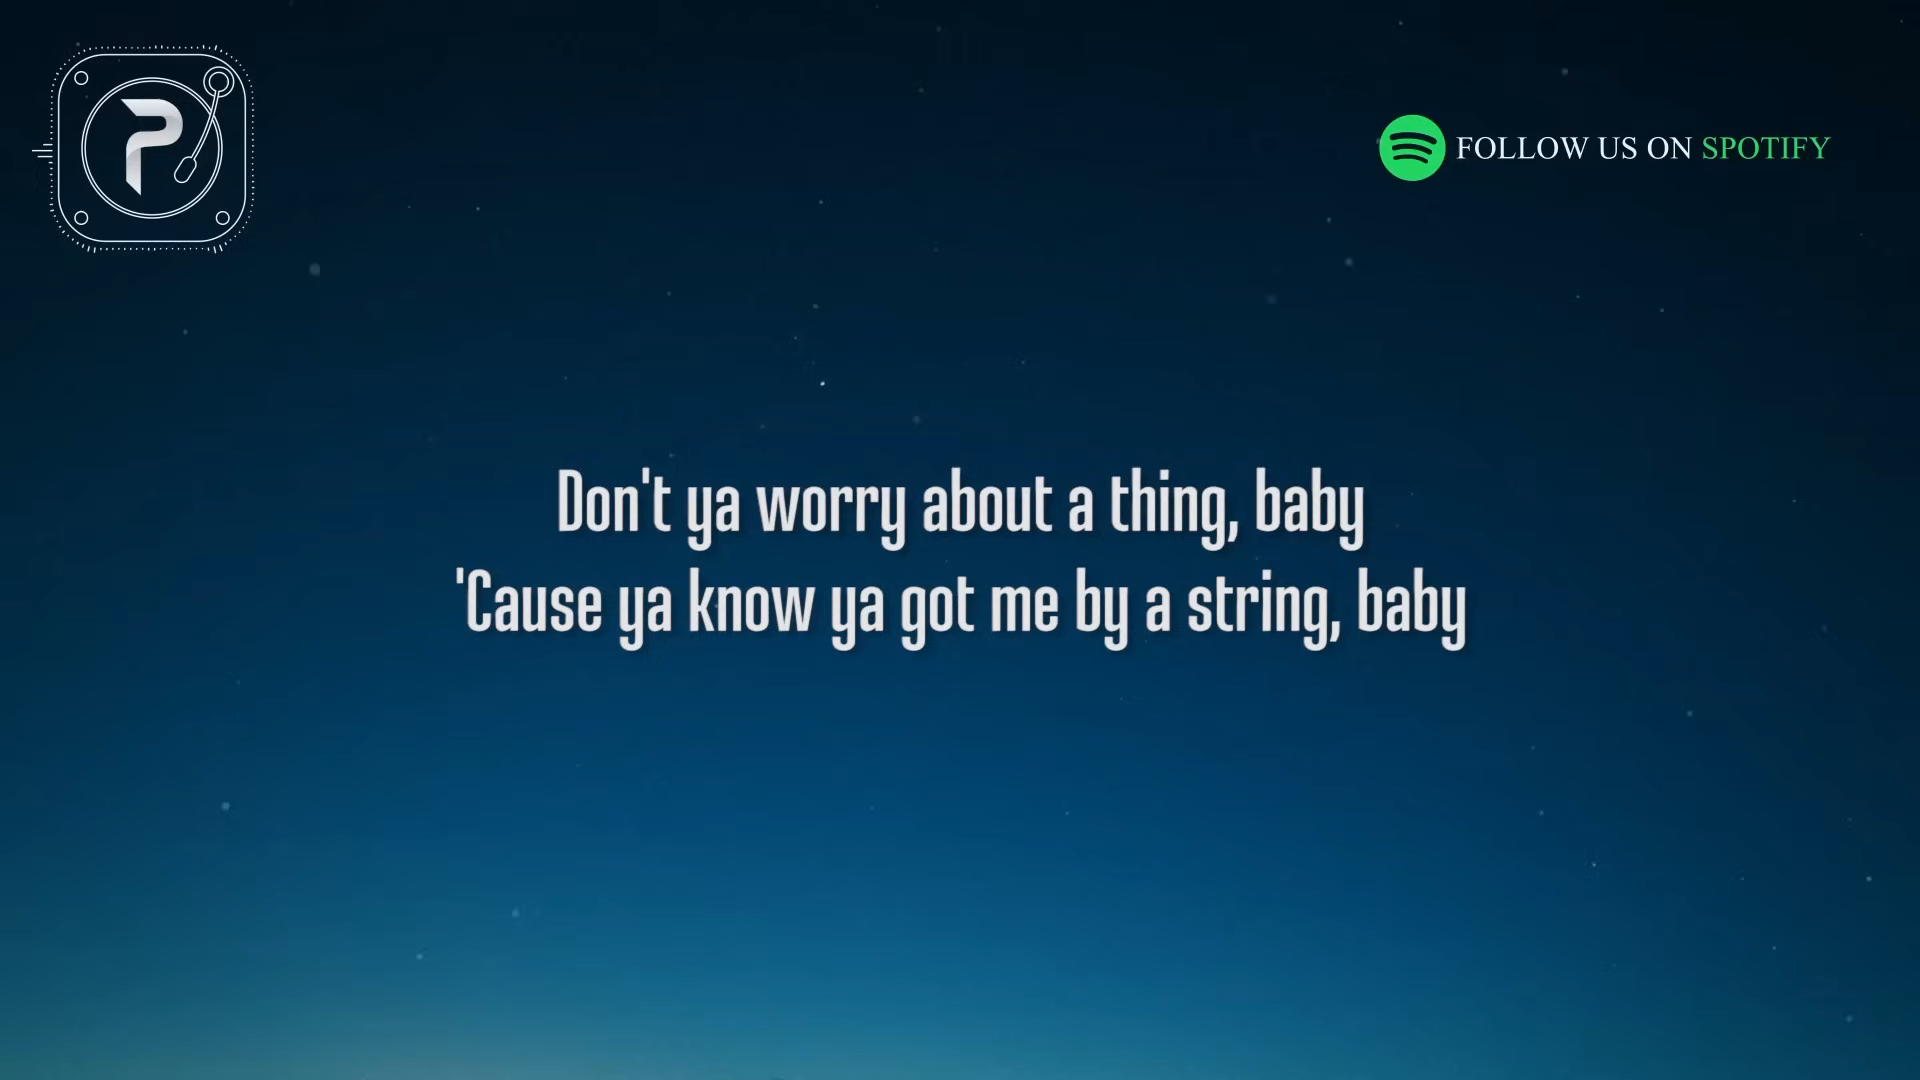 P
FOLLOW US ON SPOTIFY
Don't ya worry about a thing, baby
'Cause ya know ya got me by a string, baby